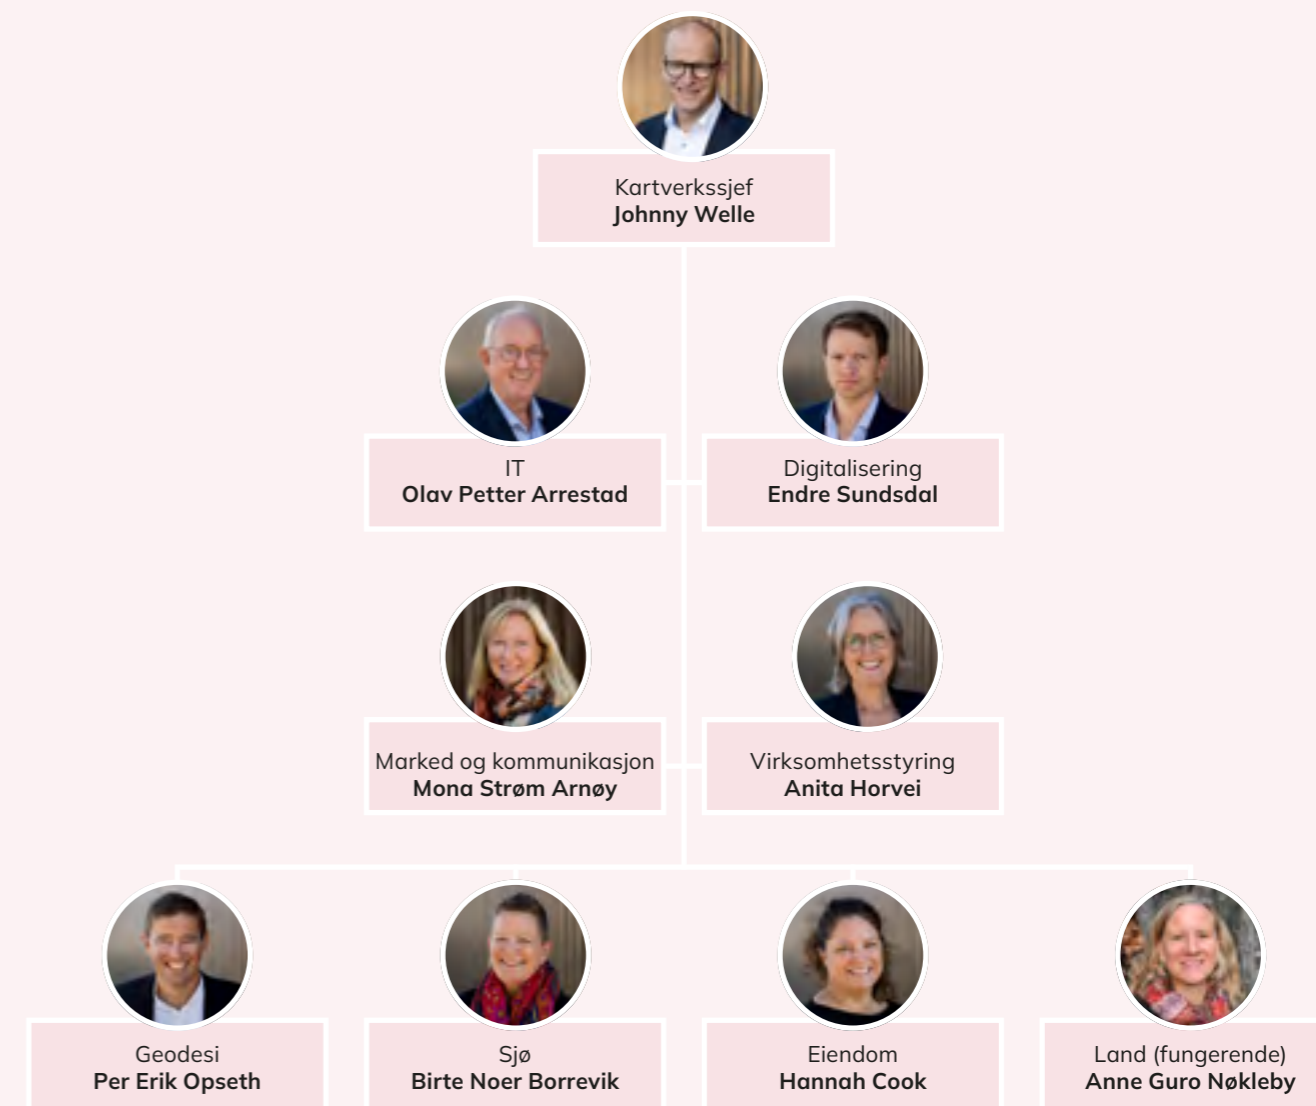 Kartverkssjef
Johnny Welle
IT
Olav Petter Arrestad
Digitalisering
Endre Sundsdal
Marked og kommunikasjon
Mona Strøm Arnøy
Virksomhetsstyring
Anita Horvei
Geodesi
Per Erik Opseth
Sjø
Birte Noer Borrevik
Eiendom
Hannah Cook
Land (fungerende)
Anne Guro Nøkleby